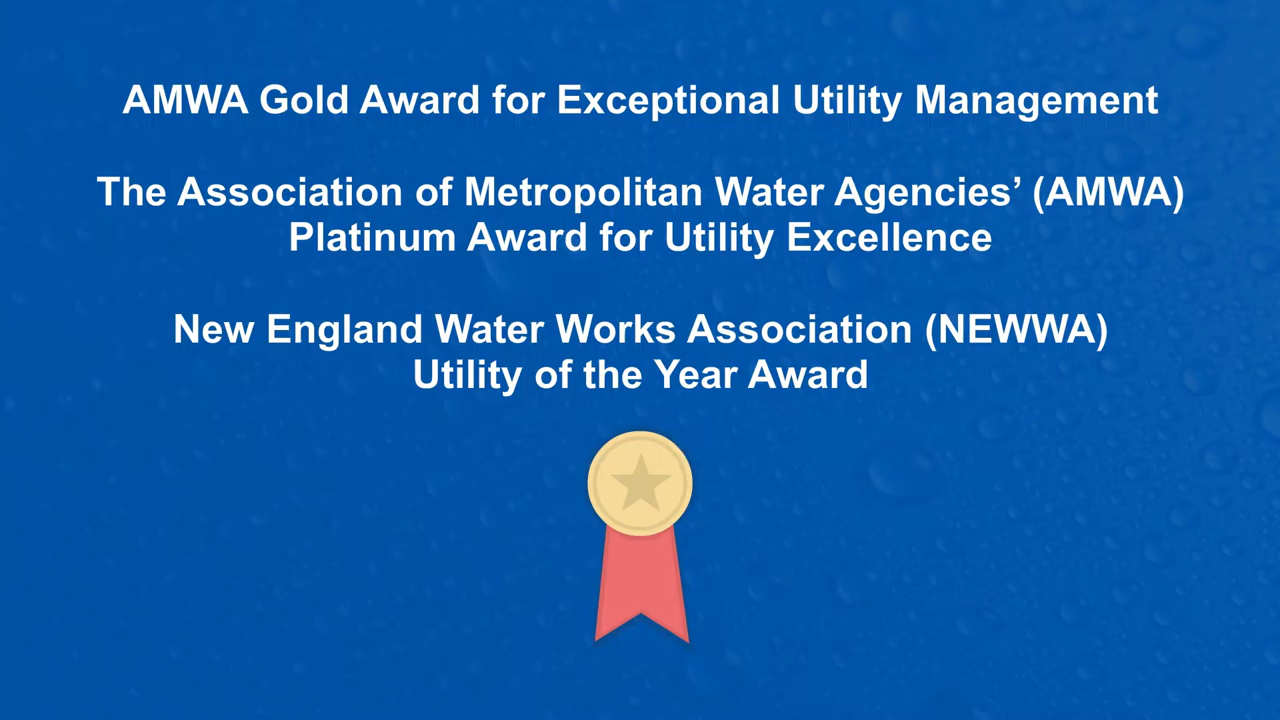 AMWA Gold Award for Exceptional Utility Management
The Association of Metropolitan Water Agencies’ (AMWA)
Platinum Award for Utility Excellence
New England Water Works Association (NEWWA)
Utility of the Year Award